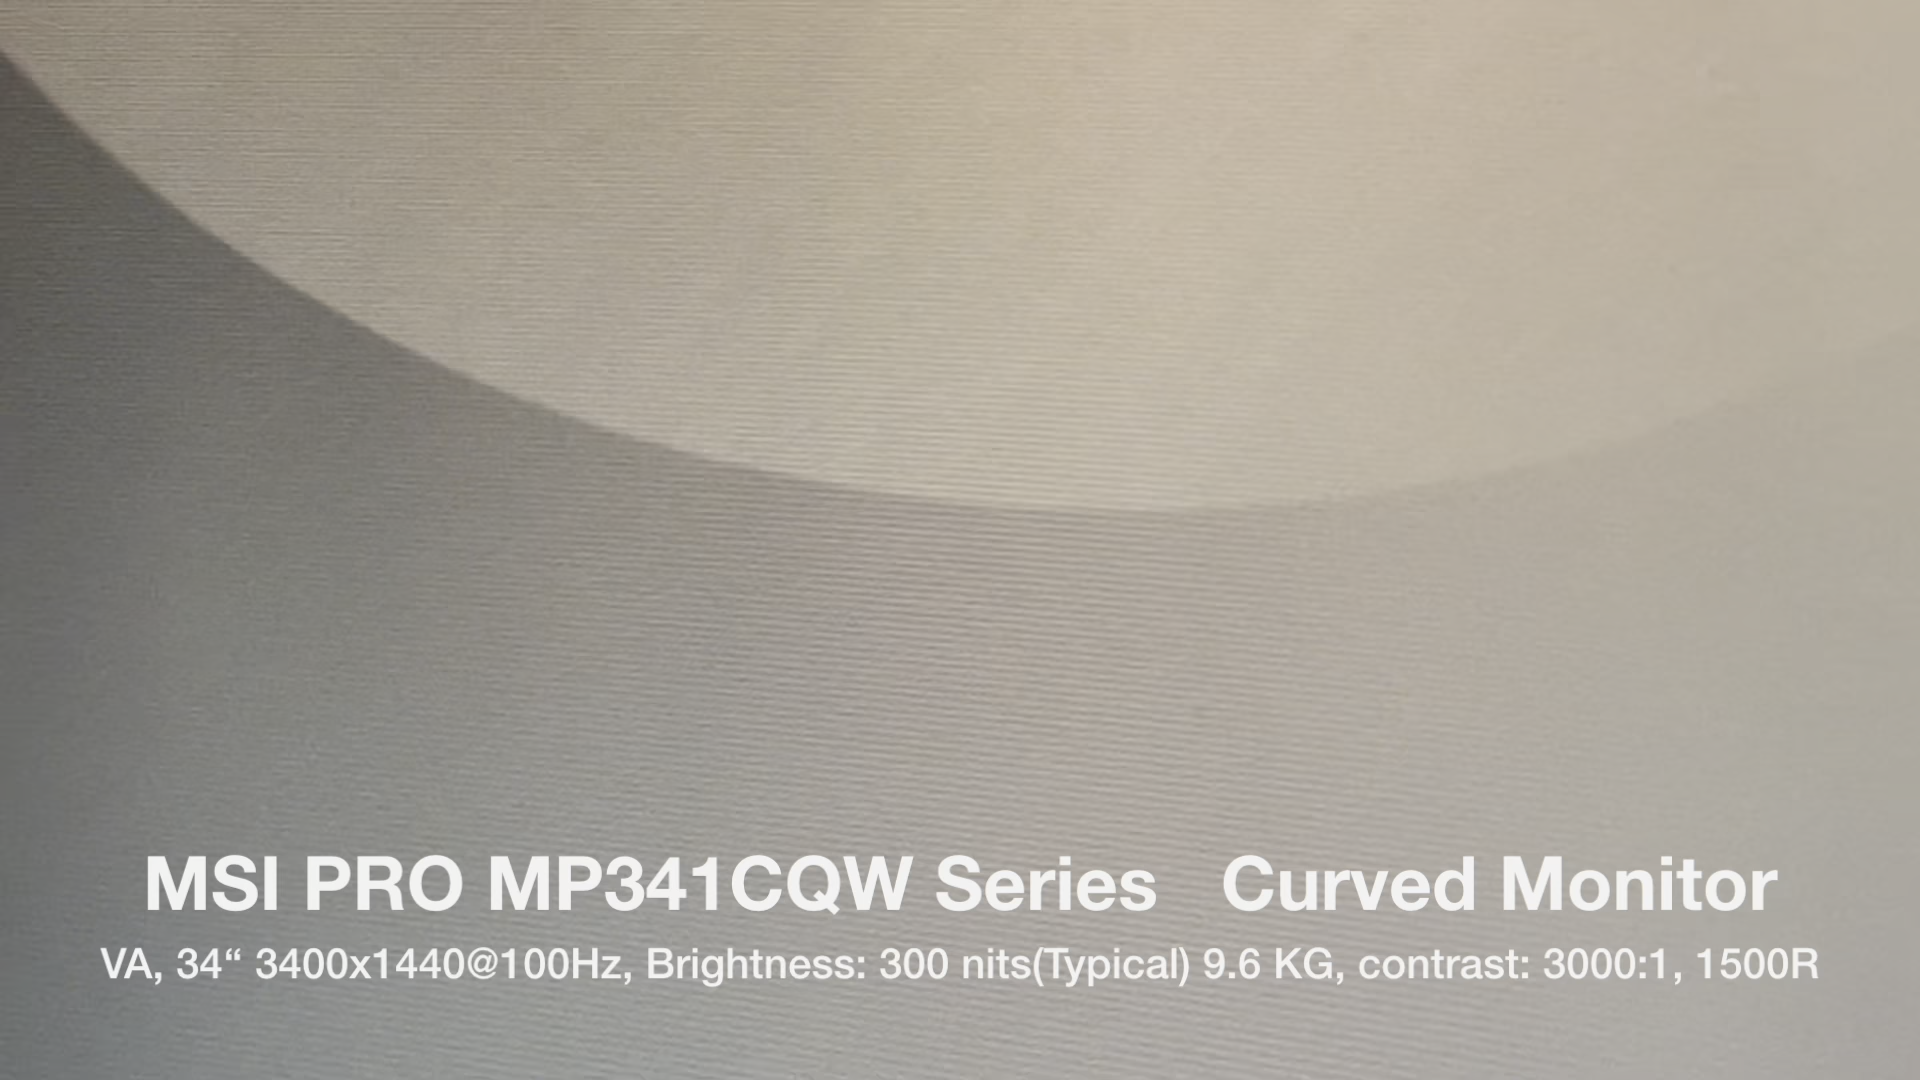 MSI PRO MP341CQW Series   Curved Monitor
VA, 34“ 3400x1440@100Hz, Brightness: 300 nits(Typical) 9.6 KG, contrast: 3000:1, 1500R